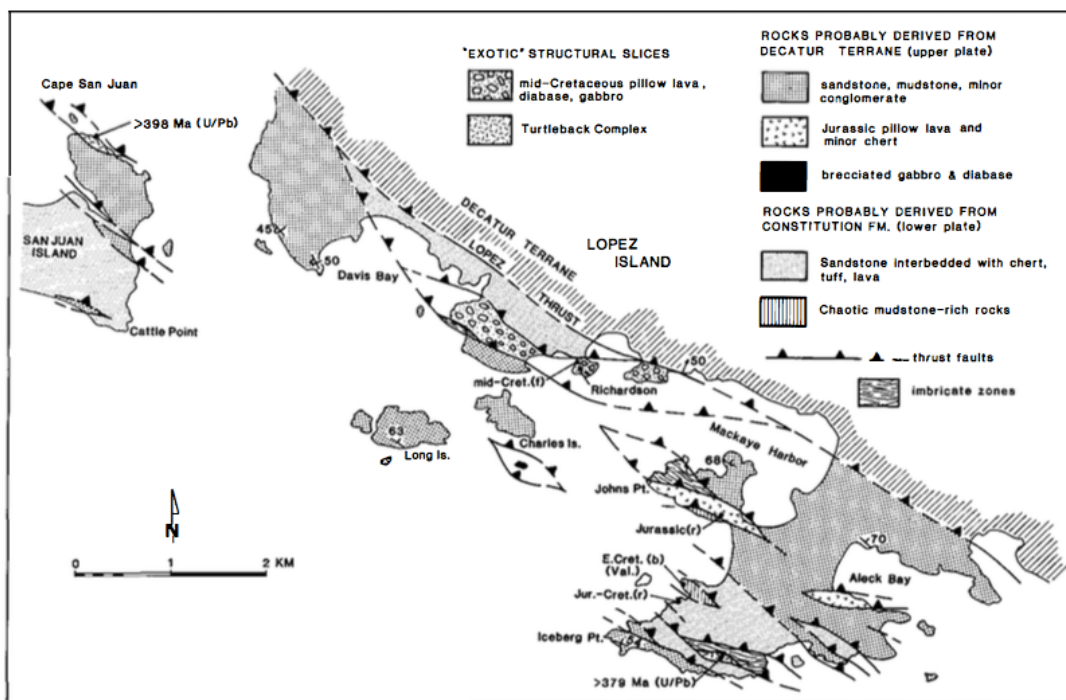 Cape San Juan
>398 Ma (U/Pb)
SAN JUAN
ISLAND
Cattle Point
"EXOTIC" STRUCTURAL SLICES
mid-Cretaceous pillow lava,
diabase, gabbro
Turtleback Complex
ROCKS PROBABLY DERIVED FROM
DECATUR TERRANE (upper plate)
sandstone, mudstone, minor
conglomerate
Jurassic pillow lava and
minor chert
brecciated gabbro & diabase
ROCKS PROBABLY DERIVED FROM
CONSTITUTION FM. (lower plate)
Sandstone interbedded with chert,
tuff, lava
Chaotic mudstone-rich rocks
thrust faults
imbricate zones
DECATUR TERRANE
LOPEZ THRUST
LOPEZ
ISLAND
45
50
Davis Bay
mid-Cret.(f)
Richardson
50
Mackaye Harbor
63
Long Is.
Charles Is.
68
Johns Pt.
Jurassic(r)
70
E.Cret. (b)
(Val.)
Aleck Bay
Jur.-Cret.(r)
Iceberg Pt.
>379 Ma (U/Pb)
N
0 1 2 KM